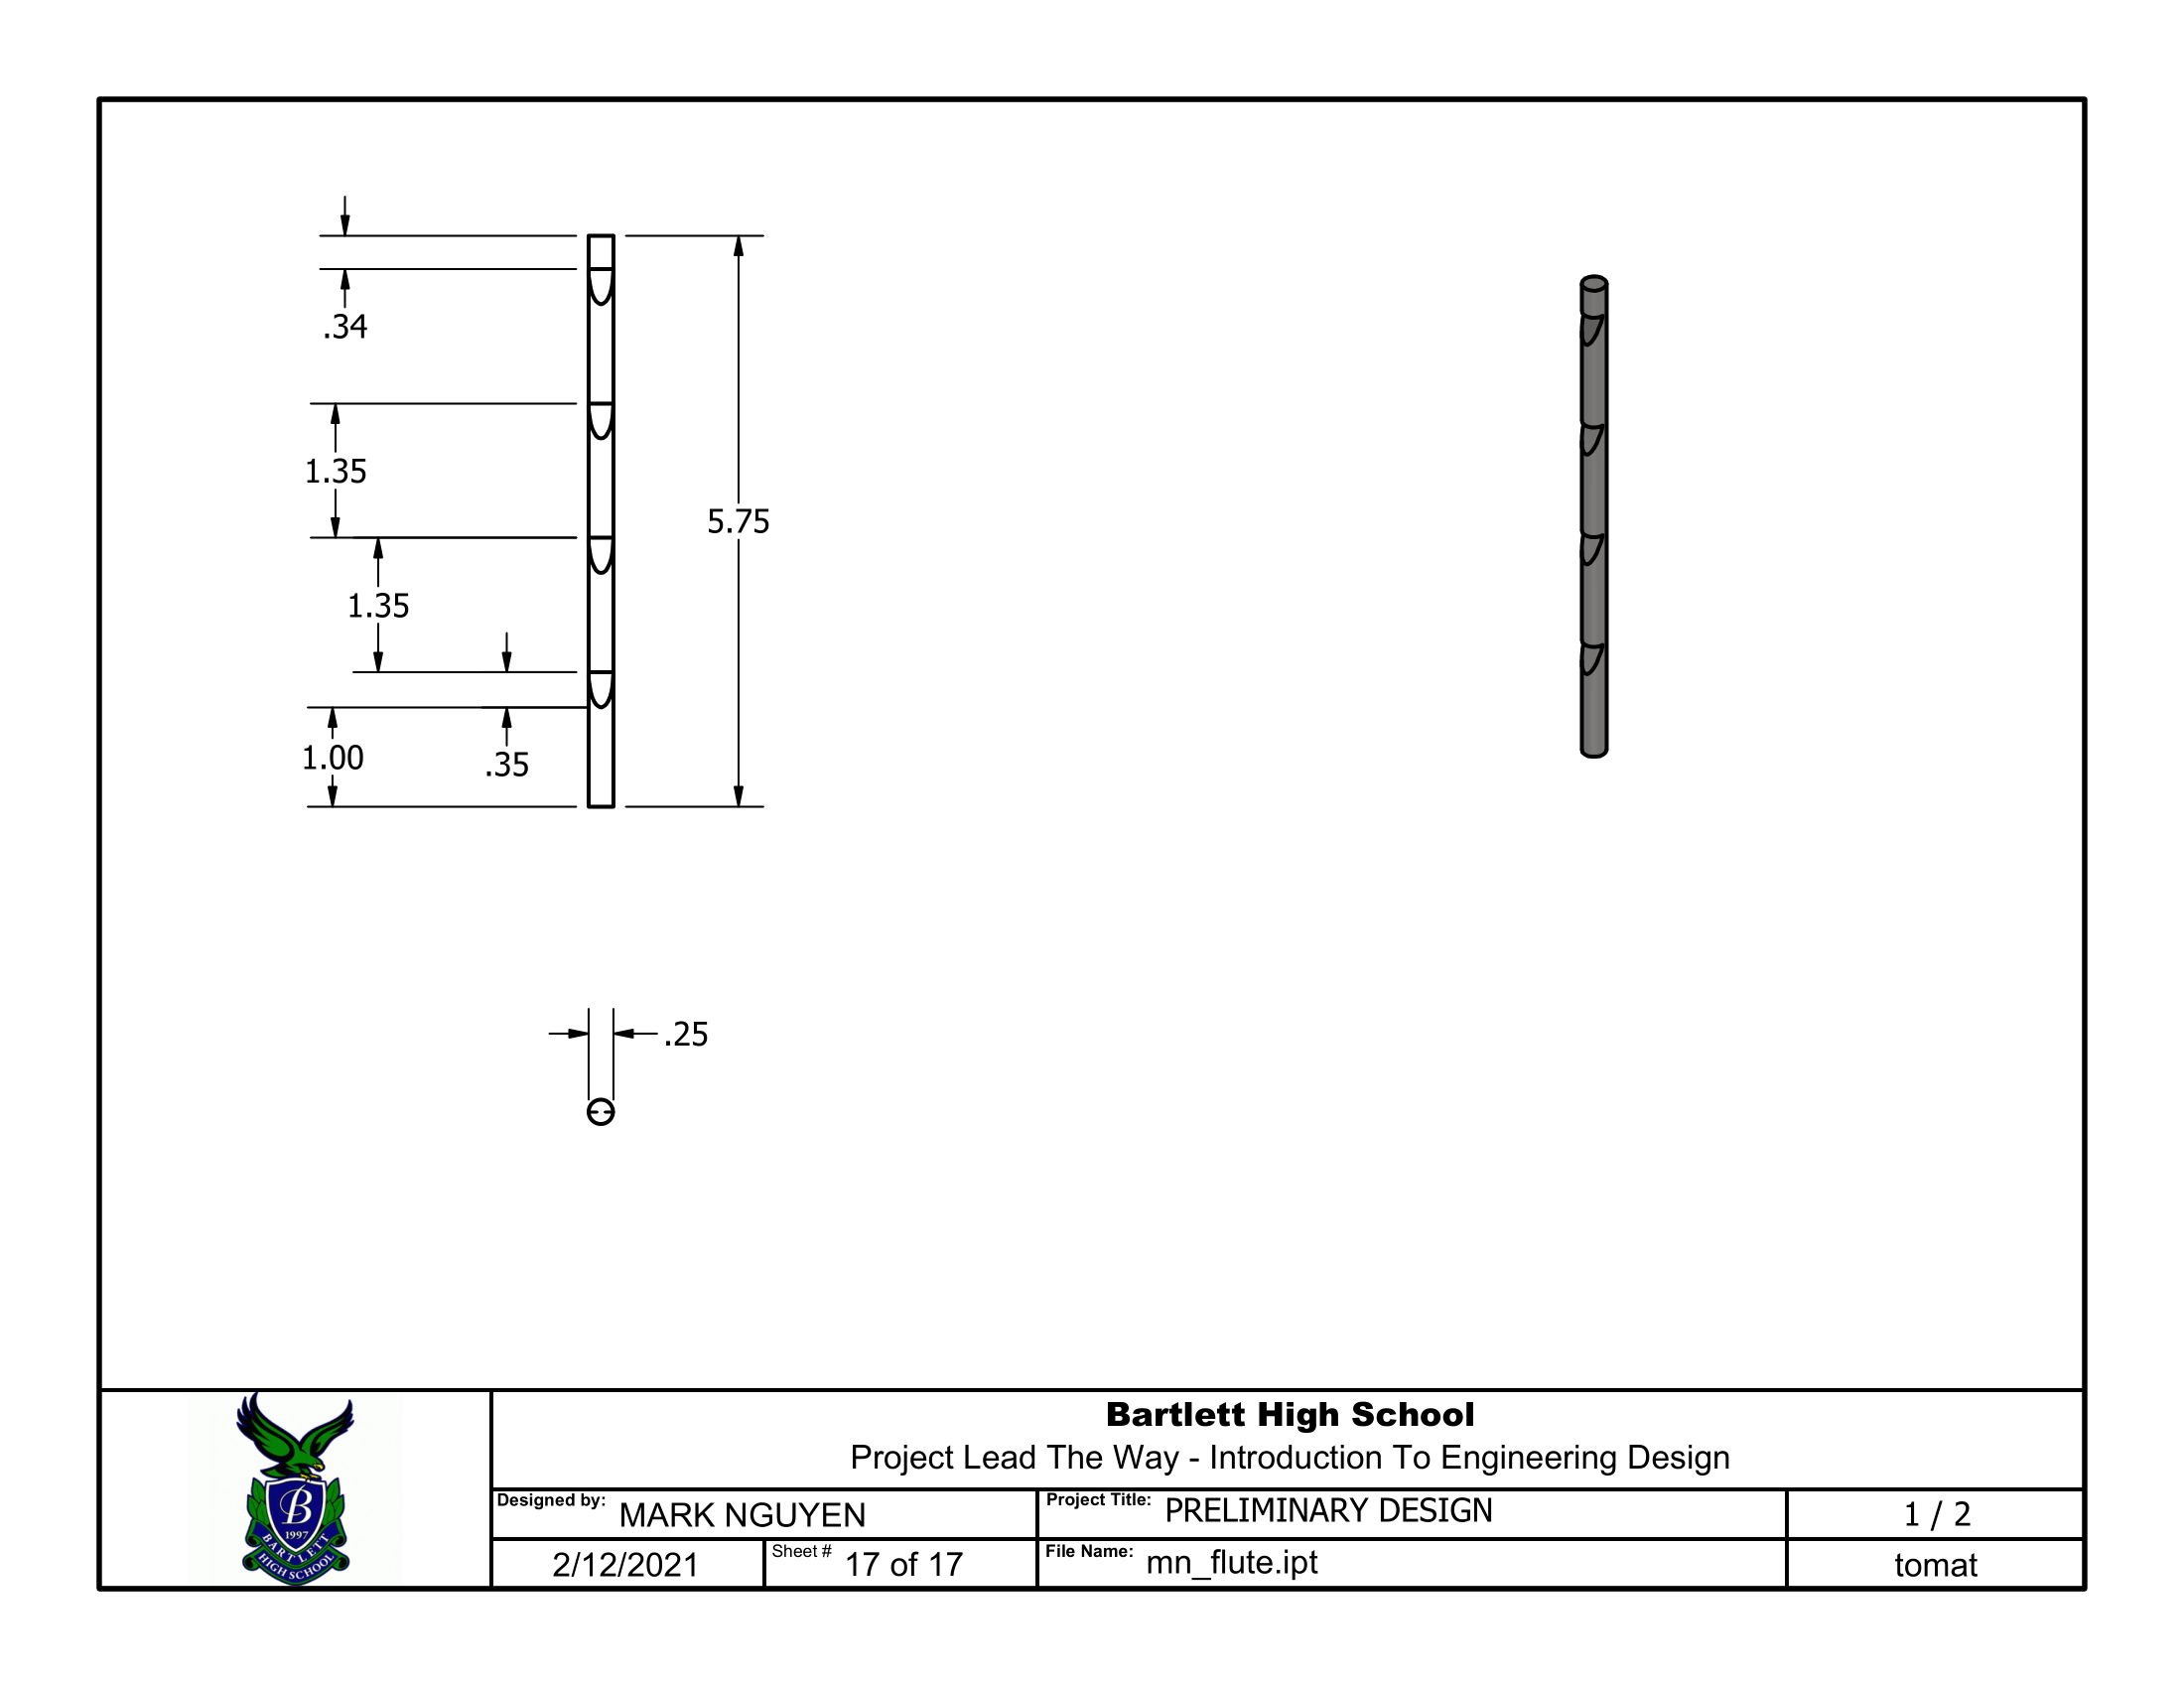 .34
1.35
5.75
1.35
1.00
.35
.25
Bartlett High School
Project Lead The Way - Introduction To Engineering Design
Designed by: MARK NGUYEN
Project Title: PRELIMINARY DESIGN
1 / 2
2/12/2021
Sheet # 17 of 17
File Name: mn_flute.ipt
tomat
B
1997
BARTLETT
HIGH SCHOOL